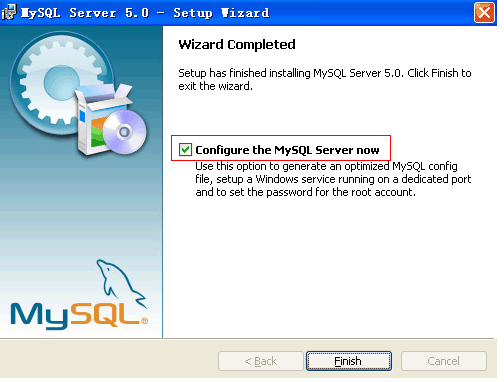 MySQL Server 5.0 - Setup Wizard
Wizard Completed
Setup has finished installing MySQL Server 5.0. Click Finish to
exit the wizard.
Configure the MySQL Server now
Use this option to generate an optimized MySQL config
file, setup a Windows service running on a dedicated port
and to set the password for the root account.
MySQL®
< Back
Finish
Cancel